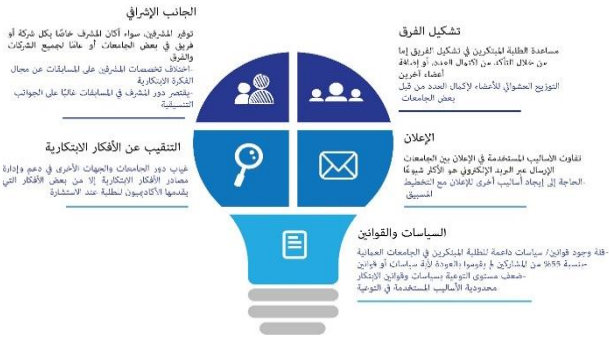 الجانب الإشرافي
توفير المشرفين، سواء أكان المشرف خاصًا بكل شركة أو
فريق في بعض الجامعات أو عامًا لجميع الشركات
والفرق
-اختلاف تخصصات المشرفين على المسابقات عن مجال
الفكرة الابتكارية
-يقتصر دور المشرف في المسابقات غالبًا على الجوانب
التنسيقية
تشكيل الفرق
مساعدة الطلبة المبتكرين في تشكيل الفريق إما
من خلال التأكد من اكتمال العدد، أو إضافة
أعضاء آخرين
التوزيع العشوائي للأعضاء لإكمال العدد من قبل
بعض الجامعات
التنقيب عن الأفكار الابتكارية
غياب دور الجامعات والجهات الأخرى في دعم وإدارة
مصادر الأفكار الابتكارية إلا من بعض الأفكار التي
يقدمها الأكاديميون للطلبة عند الاستشارة
الإعلان
تفاوت الأساليب المستخدمة في الإعلان بين الجامعات
الإرسال عبر البريد الإلكتروني هو الأكثر شيوعًا
-الحاجة إلى إيجاد أساليب أخرى للإعلان مع التخطيط
المسبق
السياسات والقوانين
-قلة وجود قوانين/ سياسات داعمة للطلبة المبتكرين في الجامعات العمانية
-بنسبة 55% من المشاركين لم يقوموا بالعودة لأية سياسات أو قوانين
-ضعف مستوى التوعية بسياسات وقوانين الابتكار
محدودية الأساليب المستخدمة في التوعية